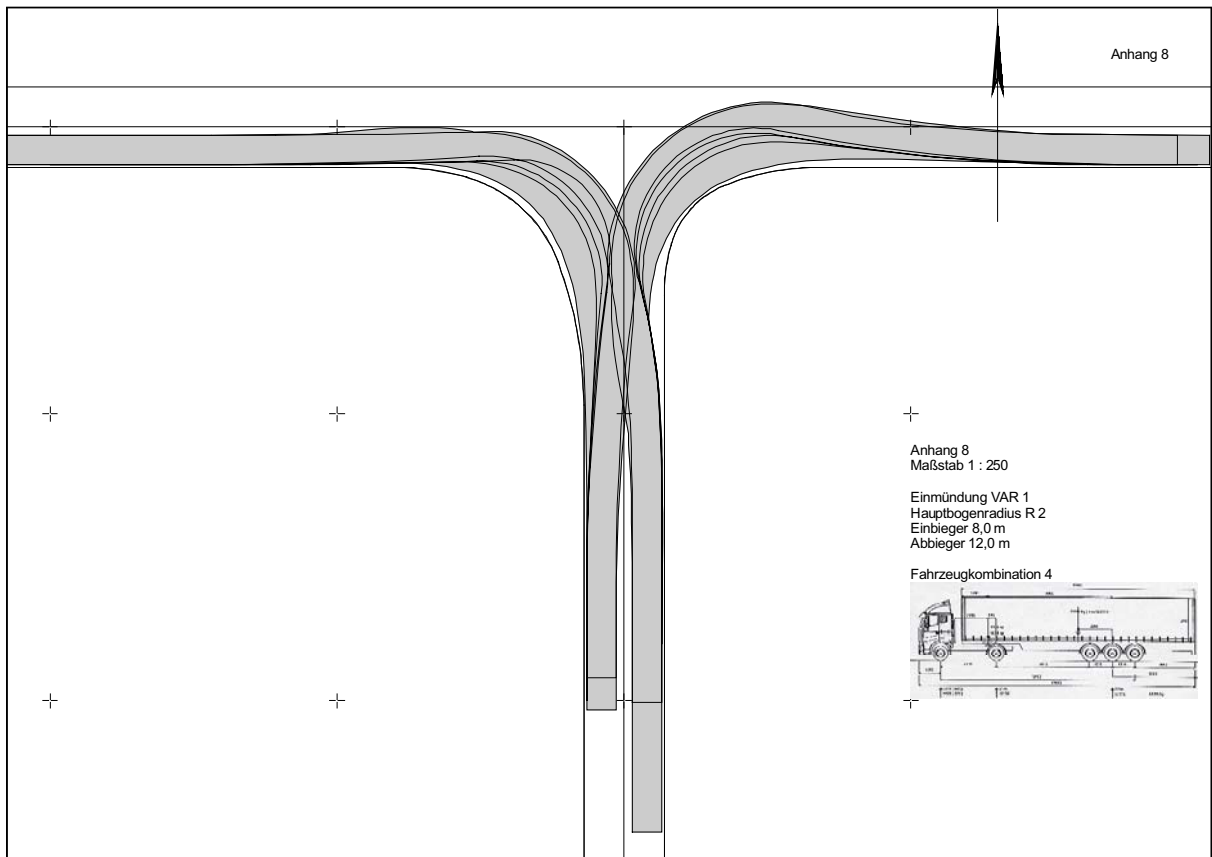 Anhang 8
Anhang 8
Maßstab 1 : 250
Einmündung VAR 1
Hauptbogenradius R 2
Einbieger 8,0 m
Abbieger 12,0 m
Fahrzeugkombination 4